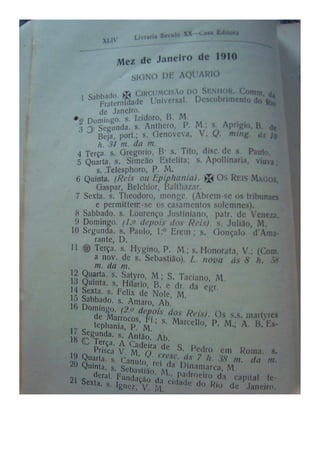 XLIV Livraria Seculo XX—Casa Editora
Mez de Janeiro de 1910
SIGNO DE AQUARIO
1 Sabbado. ✠ CIRCUMCISÃO DO SENHOR. Comm. da
Fraternidade Universal. Descobrimento do Rio
de Janeiro.
2 Domingo. s. Izidoro, B. M.
3 ☽ Segunda. s. Anthero, P. M.; s. Aprigio, B. de
Beja, port.; s. Genoveva, V. Q. ming. ás 10
h. 31 m. da m.
4 Terça. s. Gregorio, B. s. Tito, disc. de s. Paulo.
5 Quarta. s. Simeão Estelita; s. Apollinaria, viuva;
s. Telesphoro, P. M.
6 Quinta. (Reis ou Epiphania). ✠ OS REIS MAGOS,
Gaspar, Belchior, Balthazar.
7 Sexta. s. Theodoro, monge. (Abrem-se os tribunaes
e permittem-se os casamentos solemnes).
8 Sabbado. s. Lourenço Justiniano, patr. de Veneza.
9 Domingo. (1.º depois dos Reis). s. Julião, M.
10 Segunda. s. Paulo, 1.º Erem; s. Gonçalo d'Ama-
rante, D.
11 Terça. s. Hygino, P. M.; s. Honorata, V.; (Com.
a nov. de s. Sebastião). L. nova ás 8 h. 58
m. da m.
12 Quarta. s. Satyro, M; S. Taciano, M.
13 Quinta. s. Hilario, B. e dr. da egr.
14 Sexta. s. Felix de Nole, M.
15 Sabbado. s. Amaro, Ab.
16 Domingo. (2.º depois dos Reis). Os s.s. martyres
de Marrocos, F.; s. Marcello, P. M.; A. B. Es-
tephania, P. M.
17 Segunda. s. Antão, Ab.
18 ☾ Terça. A Cadeira de S. Pedro em Roma. s.
Prisca V. M. Q. cresc. ás 7 h. 38 m. da m.
19 Quarta. s. Canuto, rei da Dinamarca, M.
20 Quinta. s. Sebastião, M., padroeiro da capital fe-
deral. Fundação da cidade do Rio de Janeiro.
21 Sexta. s. Ignez, V. M.